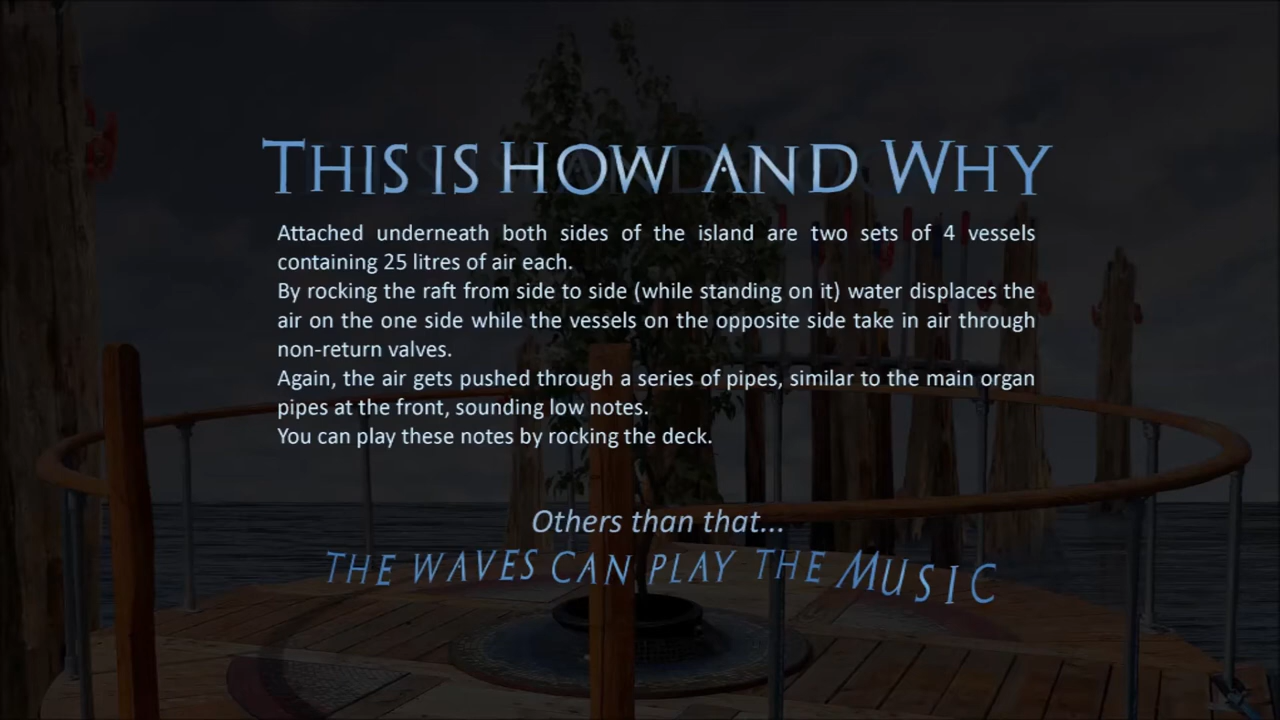 THIS IS HOW AND WHY
Attached underneath both sides of the island are two sets of 4 vessels
containing 25 litres of air each.
By rocking the raft from side to side (while standing on it) water displaces the
air on the one side while the vessels on the opposite side take in air through
non-return valves.
Again, the air gets pushed through a series of pipes, similar to the main organ
pipes at the front, sounding low notes.
You can play these notes by rocking the deck.
Others than that...
THE WAVES CAN PLAY THE MUSIC